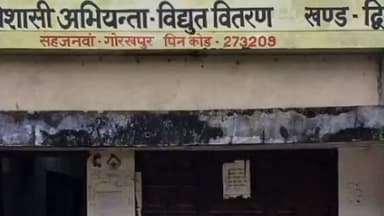 शासी अभियन्ता-विद्युत वितरण खण्ड-द्वि
सहजनवां-गोरखपुर पिन कोड-273209